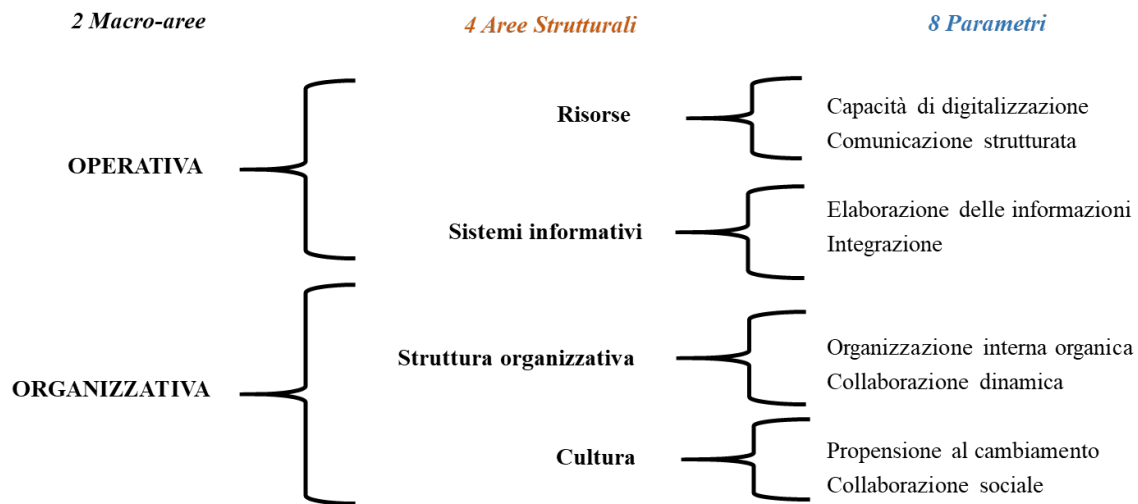 2 Macro-aree
4 Aree Strutturali
8 Parametri
OPERATIVA
Risorse
Capacità di digitalizzazione
Comunicazione strutturata
Sistemi informativi
Elaborazione delle informazioni
Integrazione
ORGANIZZATIVA
Struttura organizzativa
Organizzazione interna organica
Collaborazione dinamica
Cultura
Propensione al cambiamento
Collaborazione sociale